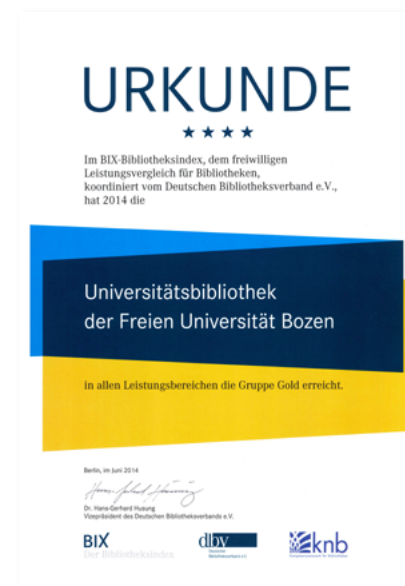 URKUNDE
★ ★ ★ ★
Im BIX-Bibliotheksindex, dem freiwilligen
Leistungsvergleich für Bibliotheken,
koordiniert vom Deutschen Bibliotheksverband e.V.,
hat 2014 die
Universitätsbibliothek
der Freien Universität Bozen
in allen Leistungsbereichen die Gruppe Gold erreicht.
Berlin, im Juni 2014
Dr. Hans-Gerhard Husung
Vizepräsident des Deutschen Bibliotheksverbands e.V.
BIX
Der Bibliotheksindex
dbv
Deutscher
Bibliotheksverband e.V.
knb